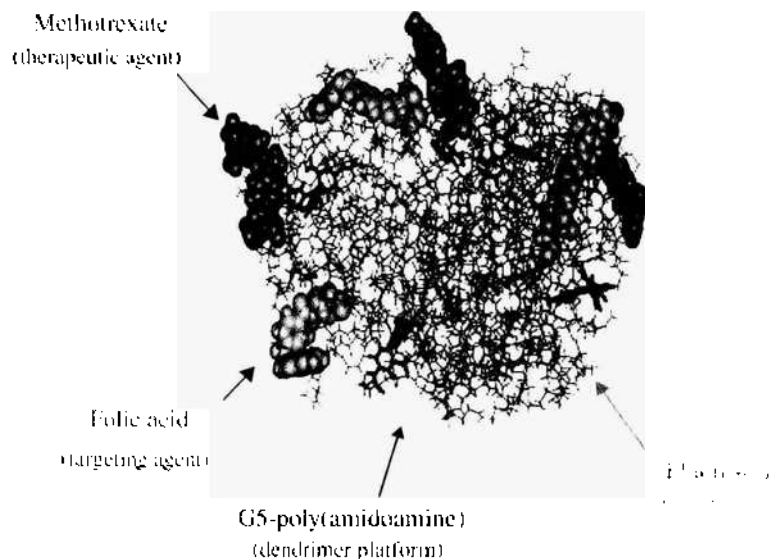 Methotrexate
(therapeutic agent)
Folic acid
(targeting agent)
G5-poly(amidoamine)
(dendrimer platform)